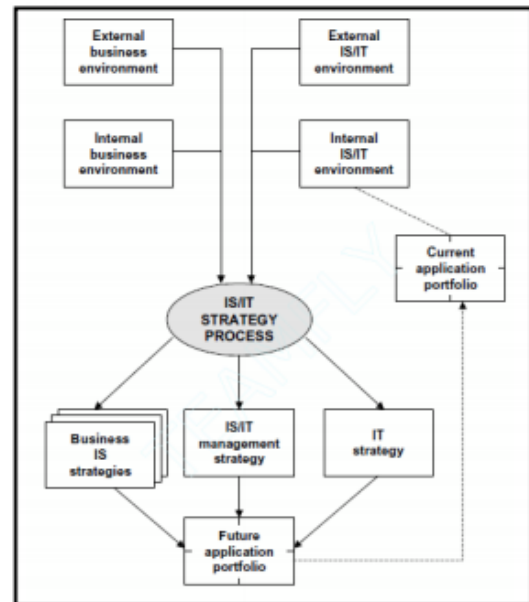 External
business
environment
External
IS/IT
environment
Internal
business
environment
Internal
IS/IT
environment
Current
application
portfolio
IS/IT
STRATEGY
PROCESS
Business
IS
strategies
IS/IT
management
strategy
IT
strategy
Future
application
portfolio
TEAMFLY